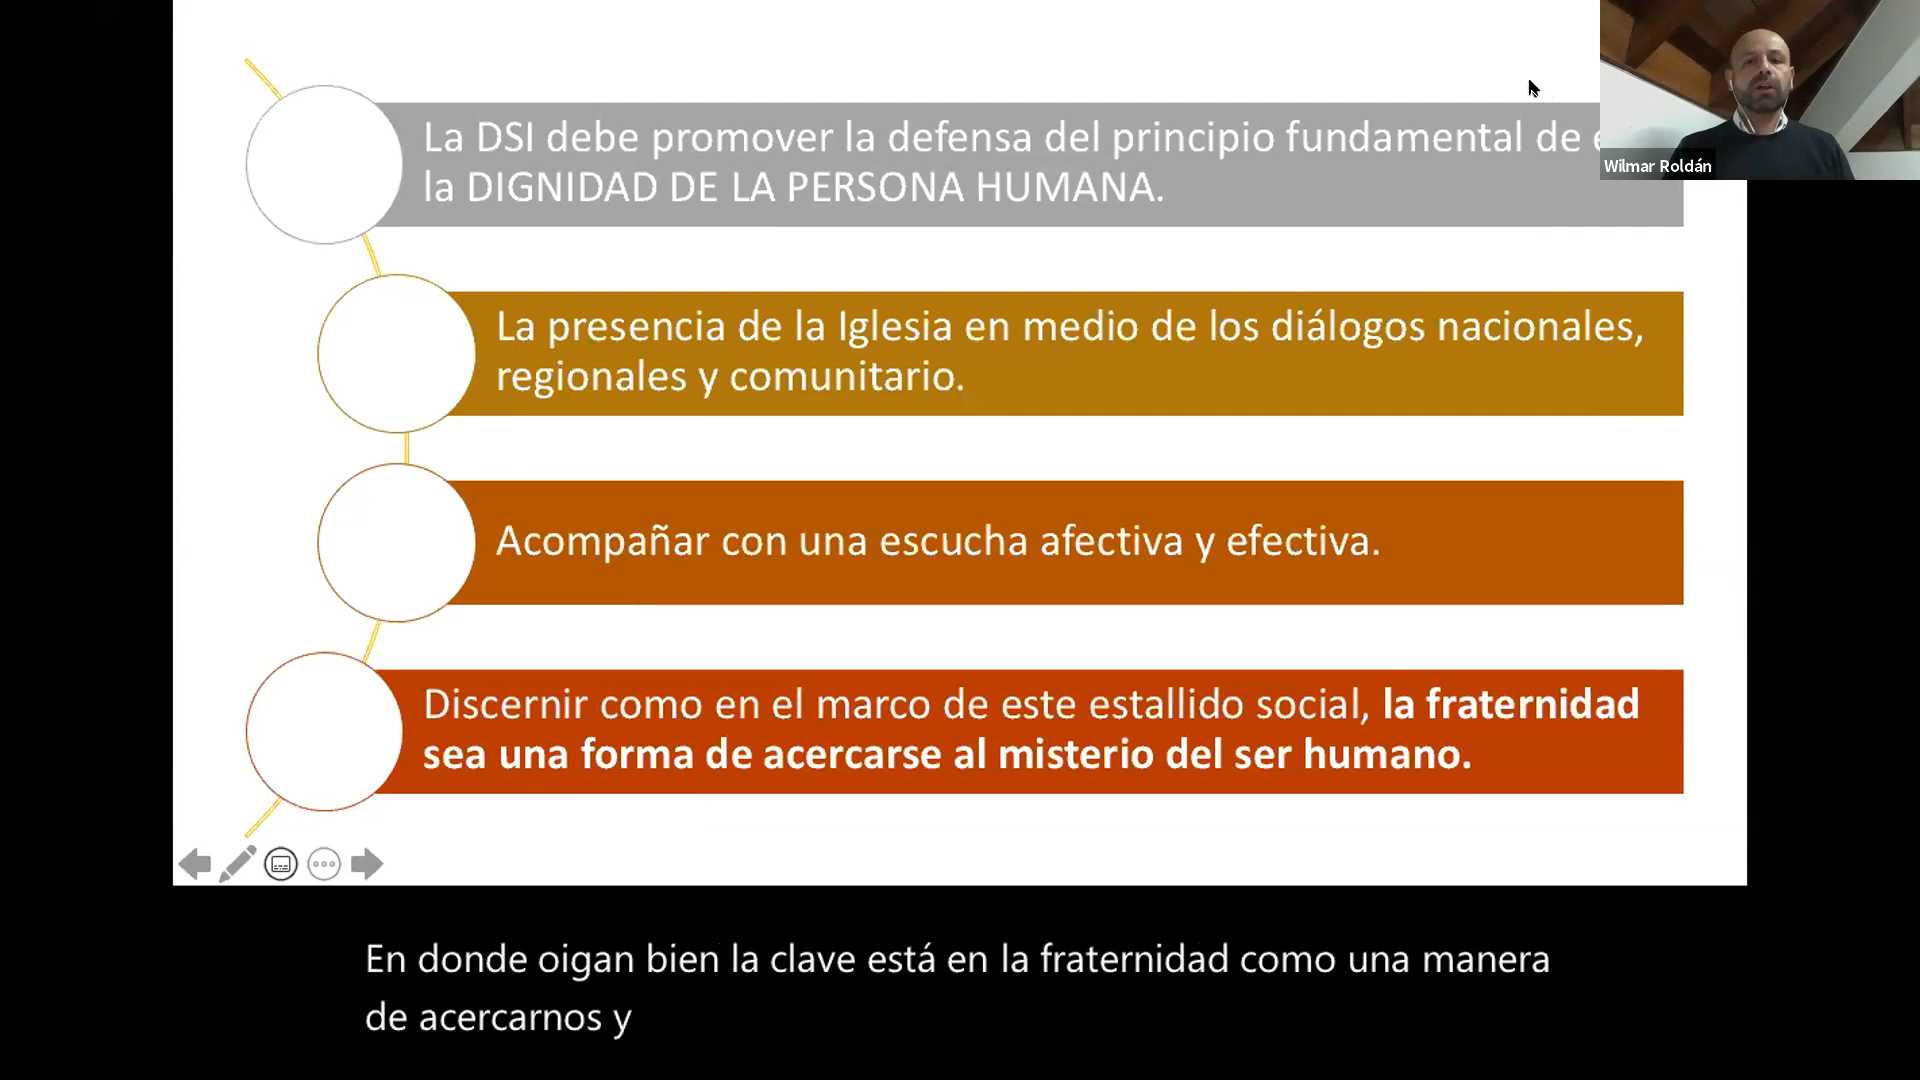 La DSI debe promover la defensa del principio fundamental de
la DIGNIDAD DE LA PERSONA HUMANA.
Wilmar Roldán
La presencia de la Iglesia en medio de los diálogos nacionales,
regionales y comunitario.
Acompañar con una escucha afectiva y efectiva.
Discernir como en el marco de este estallido social, la fraternidad
sea una forma de acercarse al misterio del ser humano.
En donde oigan bien la clave está en la fraternidad como una manera
de acercarnos y